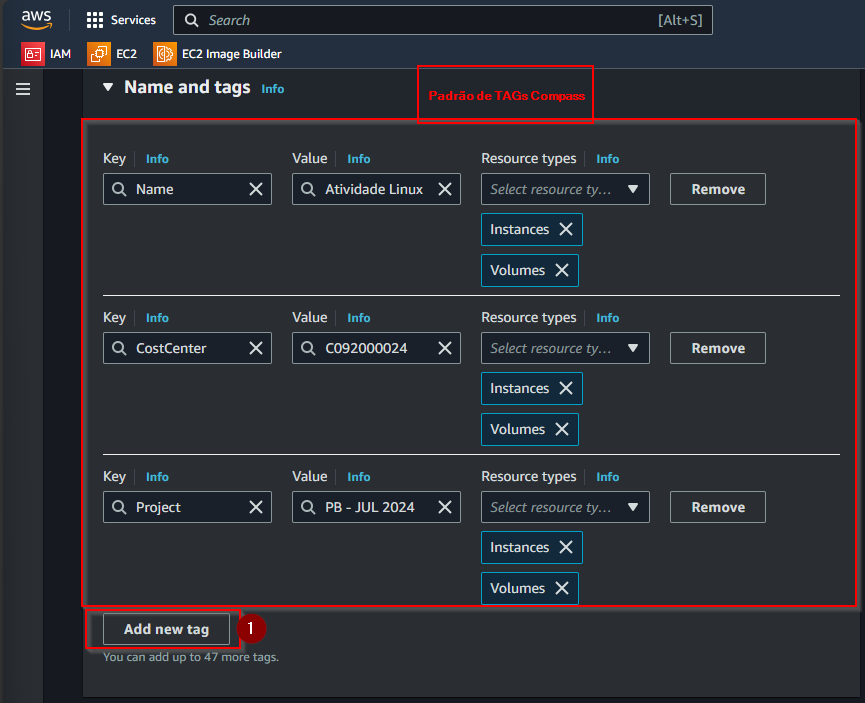 aws
Services
Search
[Alt+S]
IAM
EC2
EC2 Image Builder
Name and tags Info
Padrão de TAGs Compass
Key Info Value Info Resource types Info
Name Atividade Linux Select resource ty... Remove
Instances
Volumes
Key Info Value Info Resource types Info
CostCenter C092000024 Select resource ty... Remove
Instances
Volumes
Key Info Value Info Resource types Info
Project PB - JUL 2024 Select resource ty... Remove
Instances
Volumes
Add new tag 1
You can add up to 47 more tags.